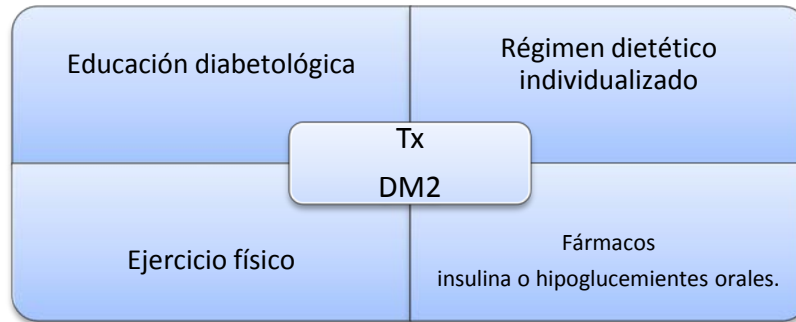 Educación diabetológica
Régimen dietético
individualizado
Tx
DM2
Ejercicio físico
Fármacos
insulina o hipoglucemientes orales.